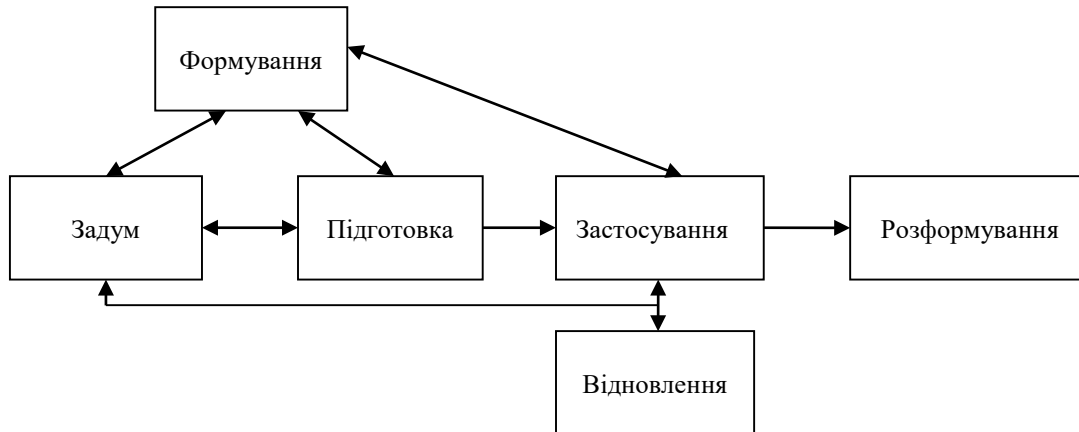 Формування
Задум
Підготовка
Застосування
Розформування
Відновлення